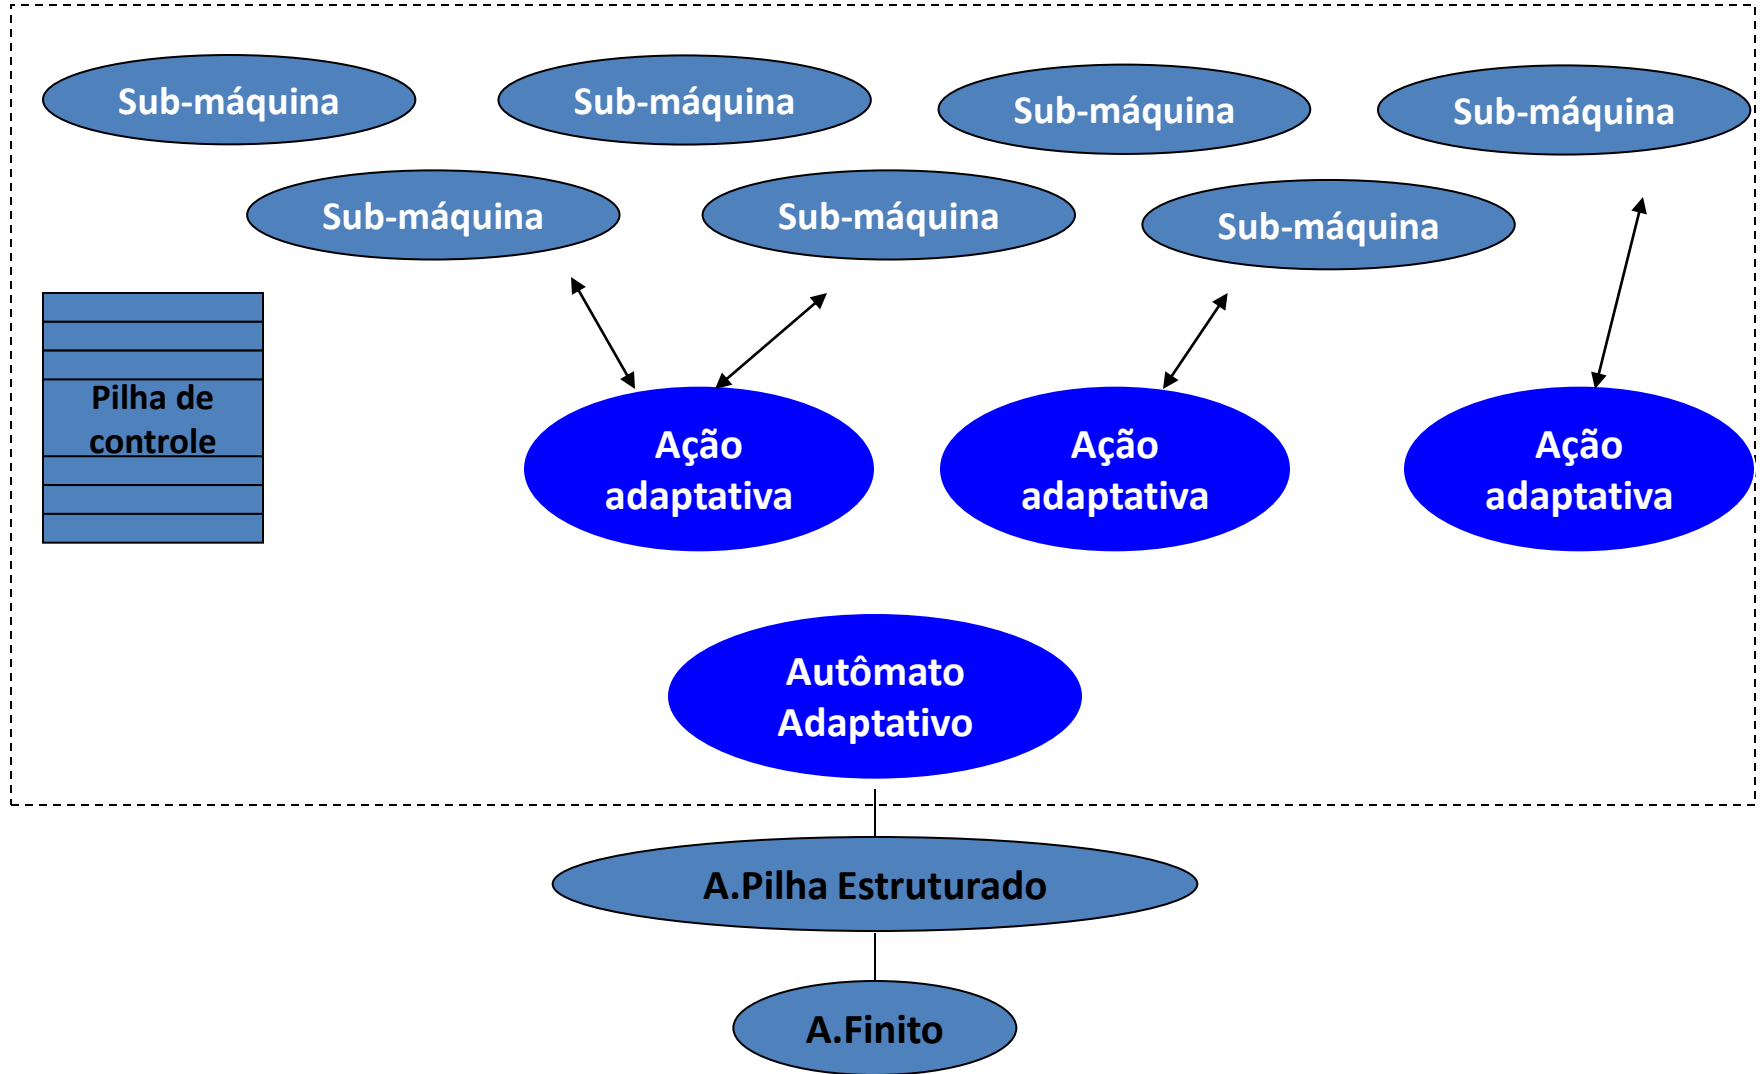 Sub-máquina
Sub-máquina
Sub-máquina
Sub-máquina
Sub-máquina
Sub-máquina
Sub-máquina
Pilha de
controle
Ação
adaptativa
Ação
adaptativa
Ação
adaptativa
Autômato
Adaptativo
A.Pilha Estruturado
A.Finito